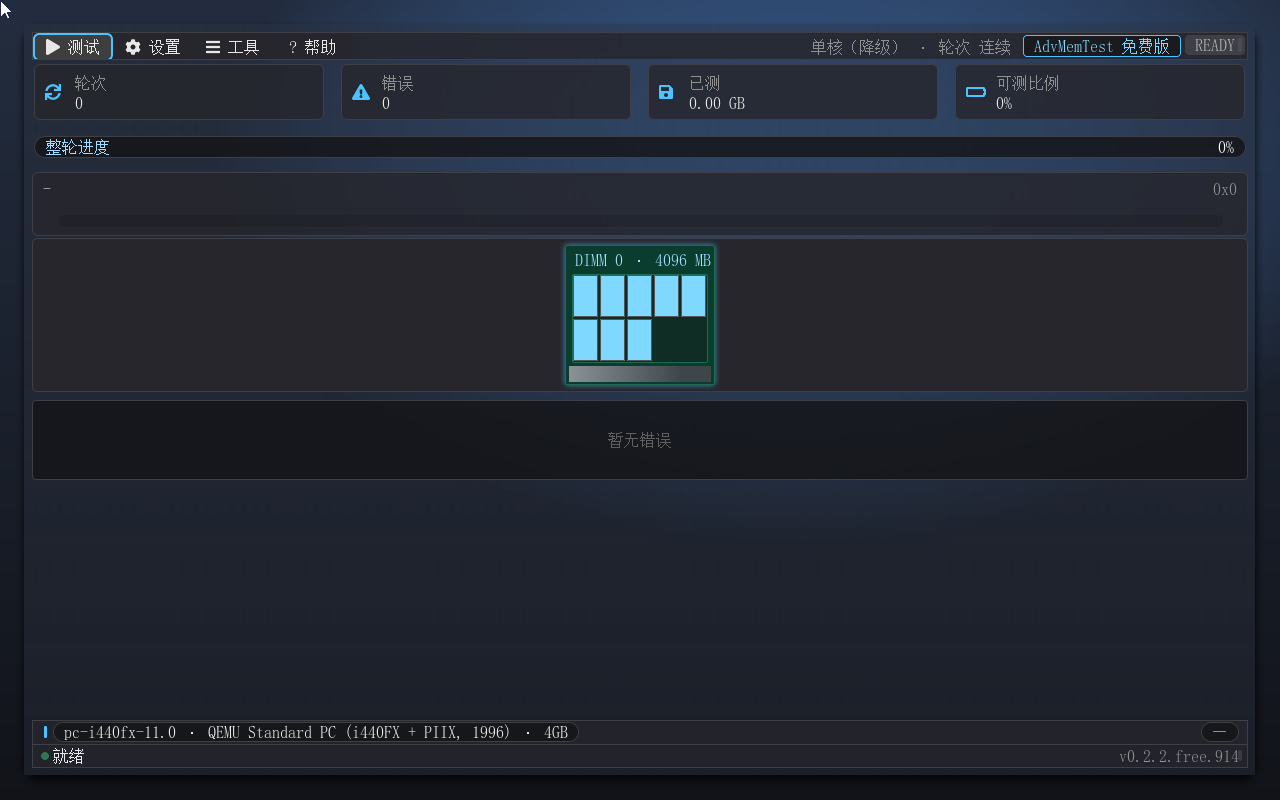 测试 设置 工具 ? 帮助 单核（降级） · 轮次 连续 AdvMemTest 免费版 READY
轮次 错误 已测 可测比例
0 0 0.00 GB 0%
整轮进度 0%
— 0x0
DIMM 0 · 4096 MB
暂无错误
pc-i440fx-11.0 · QEMU Standard PC (i440FX + PIIX, 1996) · 4GB —
就绪 v0.2.2.free.914